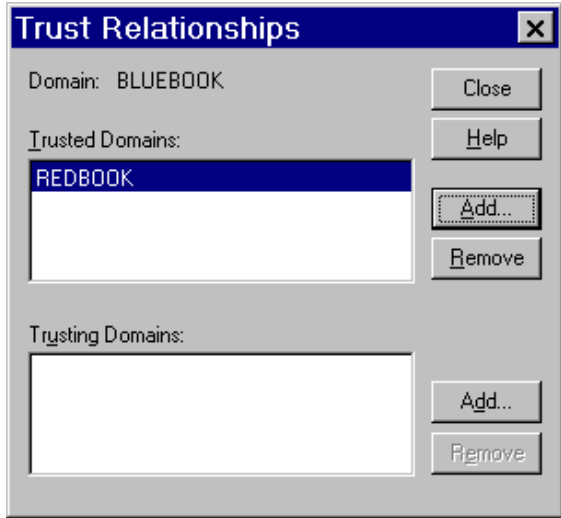 Trust Relationships
Domain: BLUEBOOK
Close
Trusted Domains:
Help
REDBOOK
Add...
Remove
Trusting Domains:
Add...
Remove